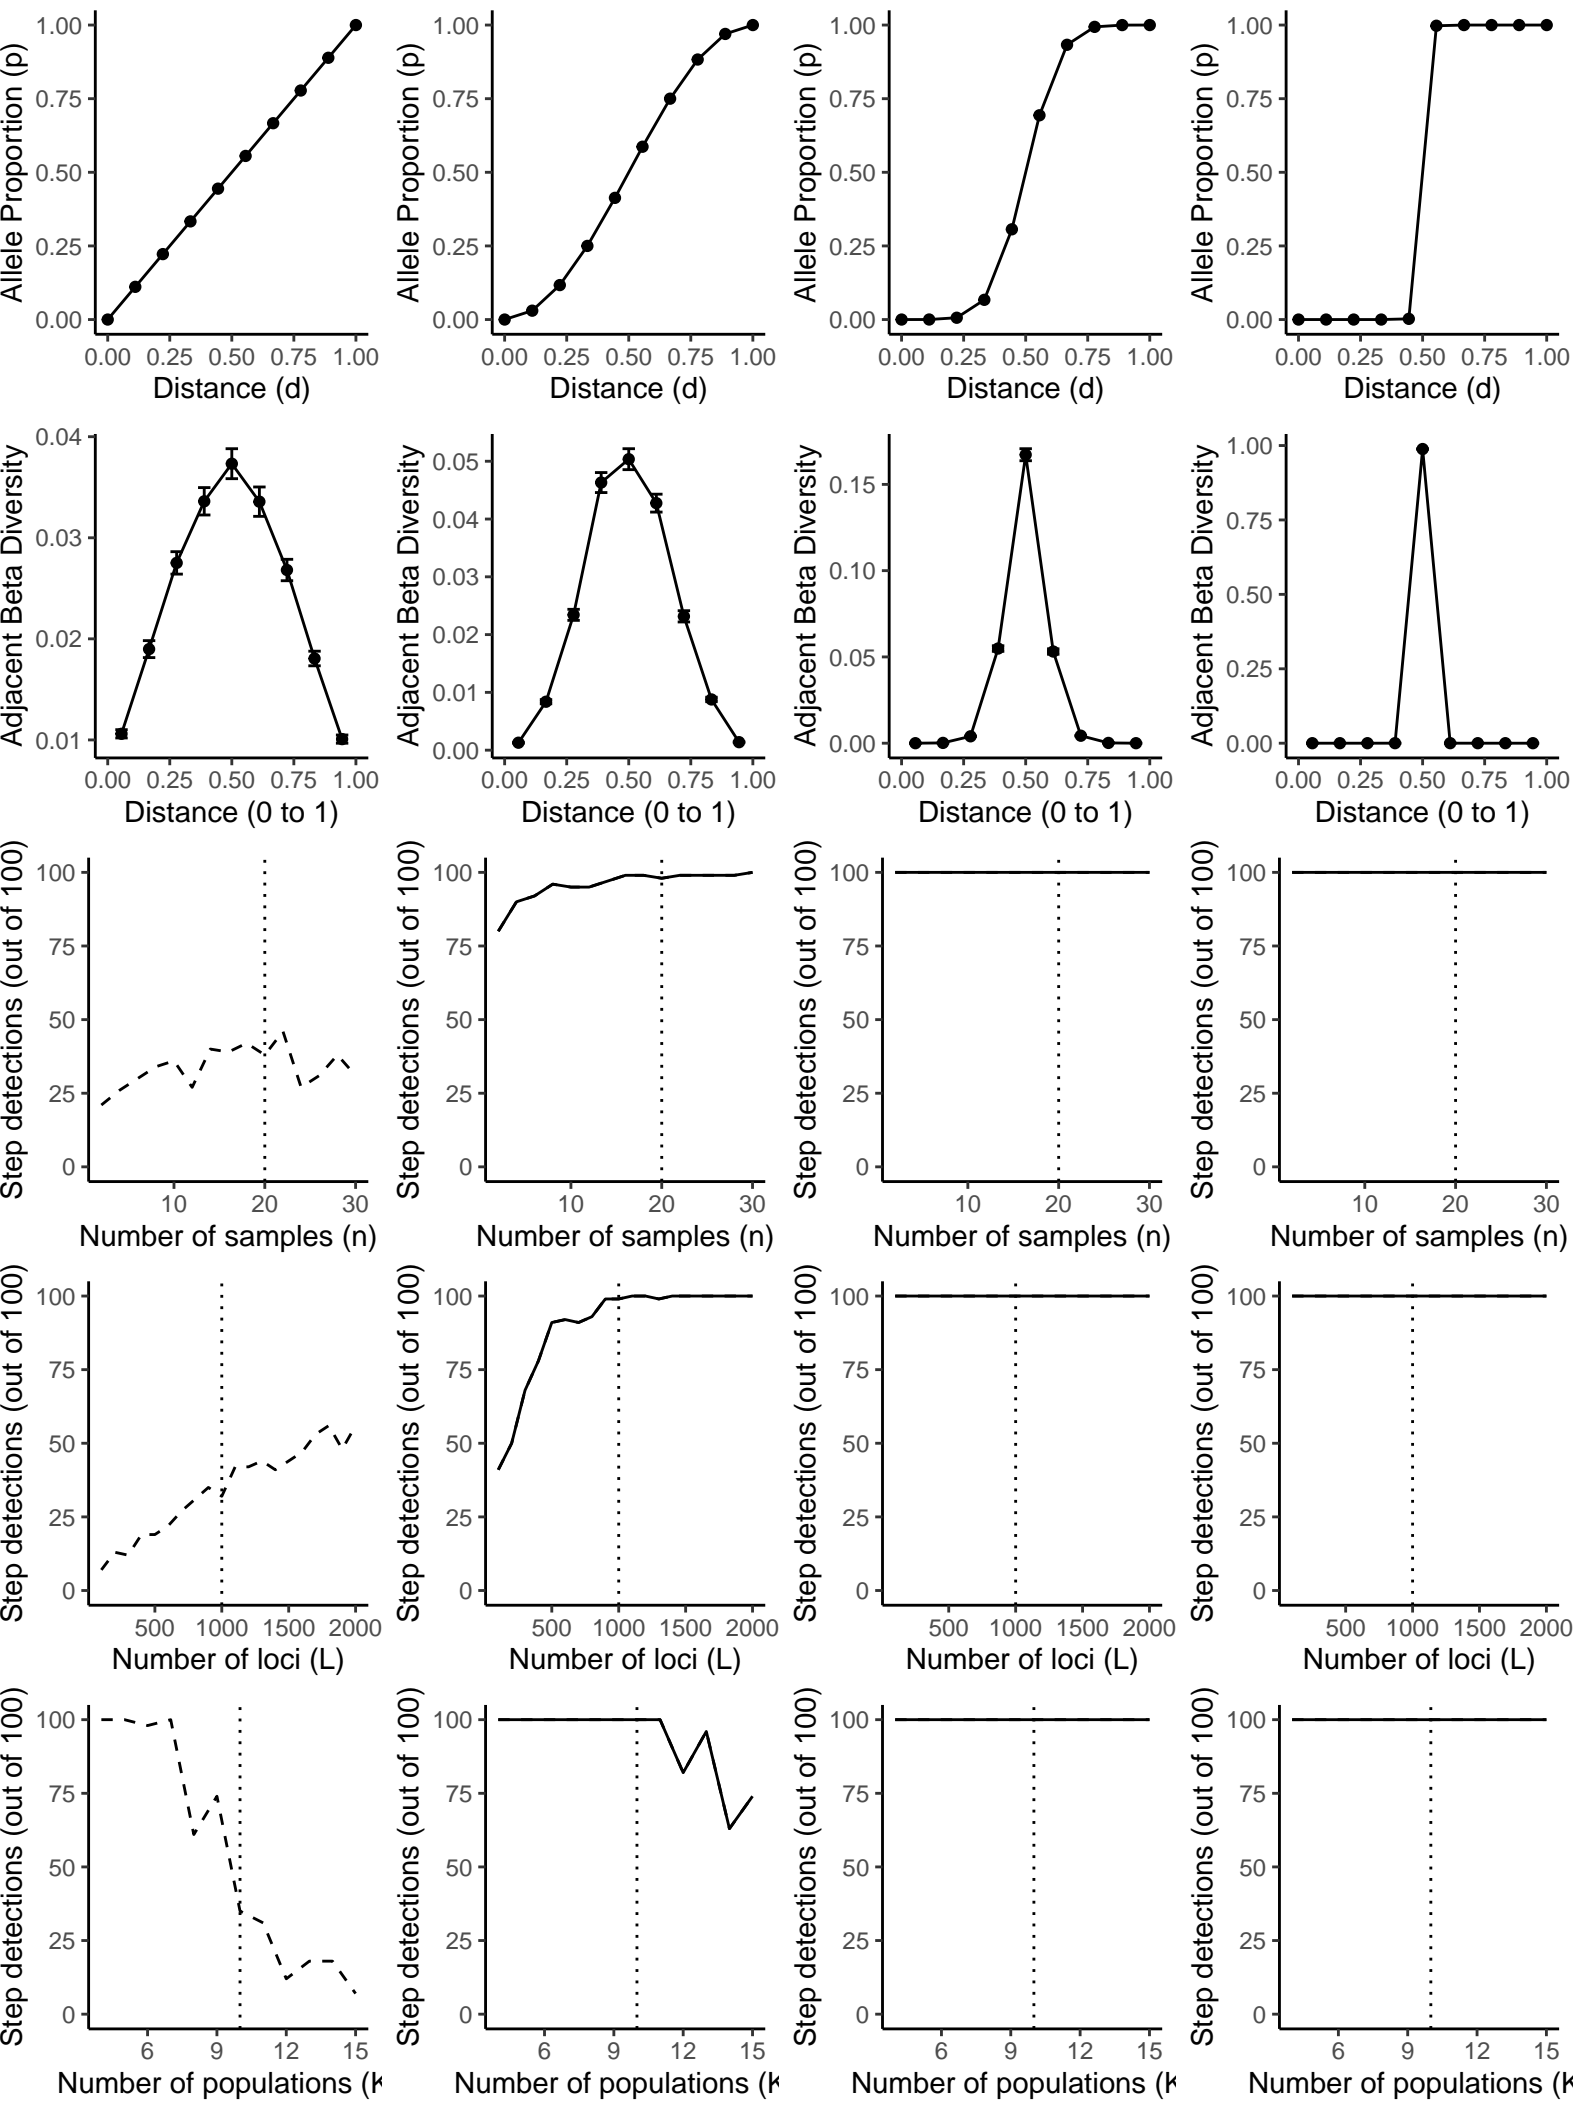 Allele Proportion (p)
1.00
0.75
0.50
0.25
0.00
0.00 0.25 0.50 0.75 1.00
Distance (d)
Allele Proportion (p)
1.00
0.75
0.50
0.25
0.00
0.00 0.25 0.50 0.75 1.00
Distance (d)
Allele Proportion (p)
1.00
0.75
0.50
0.25
0.00
0.00 0.25 0.50 0.75 1.00
Distance (d)
Allele Proportion (p)
1.00
0.75
0.50
0.25
0.00
0.00 0.25 0.50 0.75 1.00
Distance (d)
Adjacent Beta Diversity
0.04
0.03
0.02
0.01
0.00 0.25 0.50 0.75 1.00
Distance (0 to 1)
Adjacent Beta Diversity
0.05
0.04
0.03
0.02
0.01
0.00
0.00 0.25 0.50 0.75 1.00
Distance (0 to 1)
Adjacent Beta Diversity
0.15
0.10
0.05
0.00
0.00 0.25 0.50 0.75 1.00
Distance (0 to 1)
Adjacent Beta Diversity
1.00
0.75
0.50
0.25
0.00
0.00 0.25 0.50 0.75 1.00
Distance (0 to 1)
Step detections (out of 100)
100
75
50
25
0
10 20 30
Number of samples (n)
Step detections (out of 100)
100
75
50
25
0
10 20 30
Number of samples (n)
Step detections (out of 100)
100
75
50
25
0
10 20 30
Number of samples (n)
Step detections (out of 100)
100
75
50
25
0
10 20 30
Number of samples (n)
Step detections (out of 100)
100
75
50
25
0
500 1000 1500 2000
Number of loci (L)
Step detections (out of 100)
100
75
50
25
0
500 1000 1500 2000
Number of loci (L)
Step detections (out of 100)
100
75
50
25
0
500 1000 1500 2000
Number of loci (L)
Step detections (out of 100)
100
75
50
25
0
500 1000 1500 2000
Number of loci (L)
Step detections (out of 100)
100
75
50
25
0
6 9 12 15
Number of populations (K
Step detections (out of 100)
100
75
50
25
0
6 9 12 15
Number of populations (K
Step detections (out of 100)
100
75
50
25
0
6 9 12 15
Number of populations (K
Step detections (out of 100)
100
75
50
25
0
6 9 12 15
Number of populations (K